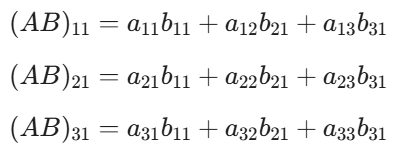 (AB)₁₁ = a₁₁b₁₁ + a₁₂b₂₁ + a₁₃b₃₁
(AB)₂₁ = a₂₁b₁₁ + a₂₂b₂₁ + a₂₃b₃₁
(AB)₃₁ = a₃₁b₁₁ + a₃₂b₂₁ + a₃₃b₃₁